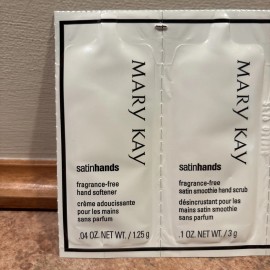 MARY KAY
satinhands
fragrance-free
hand softener
crème adoucissante
pour les mains
sans parfum
.04 OZ. NET WT. / 1.25 g
MARY KAY
satinhands
fragrance-free
satin smoothie hand scrub
désincrustant pour les
mains satin smoothie
sans parfum
.1 OZ. NET WT. / 3 g